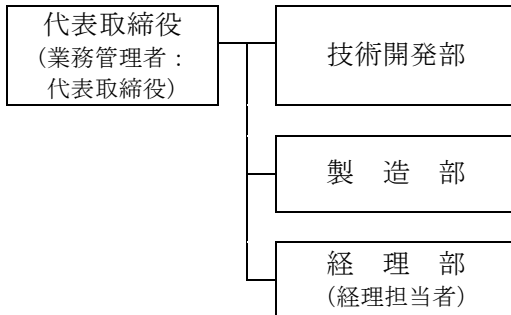 代表取締役
(業務管理者:
代表取締役)
技術開発部
製　造　部
経　理　部
(経理担当者)